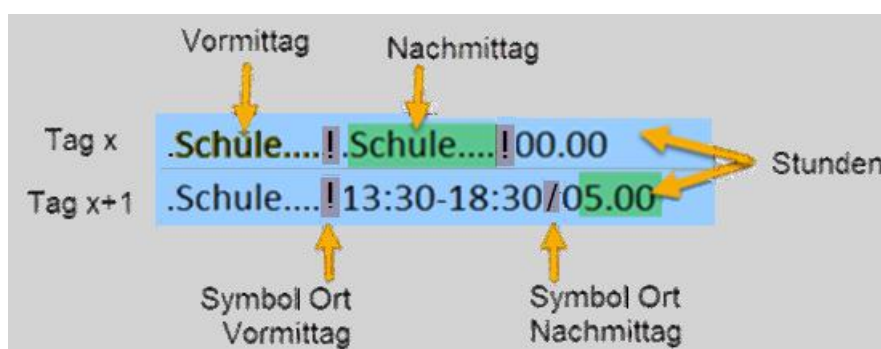 Vormittag
Nachmittag
Tag x .Schule....!.Schule....!00.00
Stunden
Tag x+1 .Schule....!13:30-18:30/05.00
Symbol Ort Vormittag
Symbol Ort Nachmittag